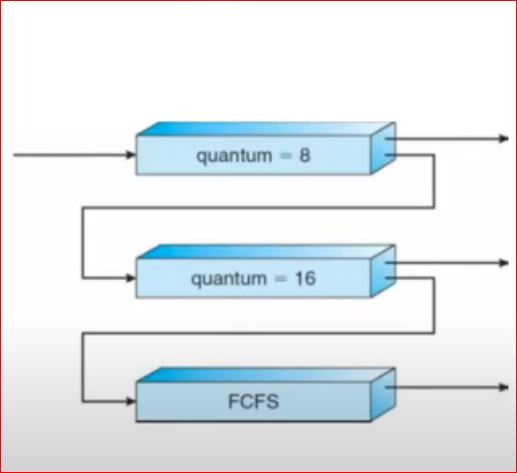 quantum = 8
quantum = 16
FCFS